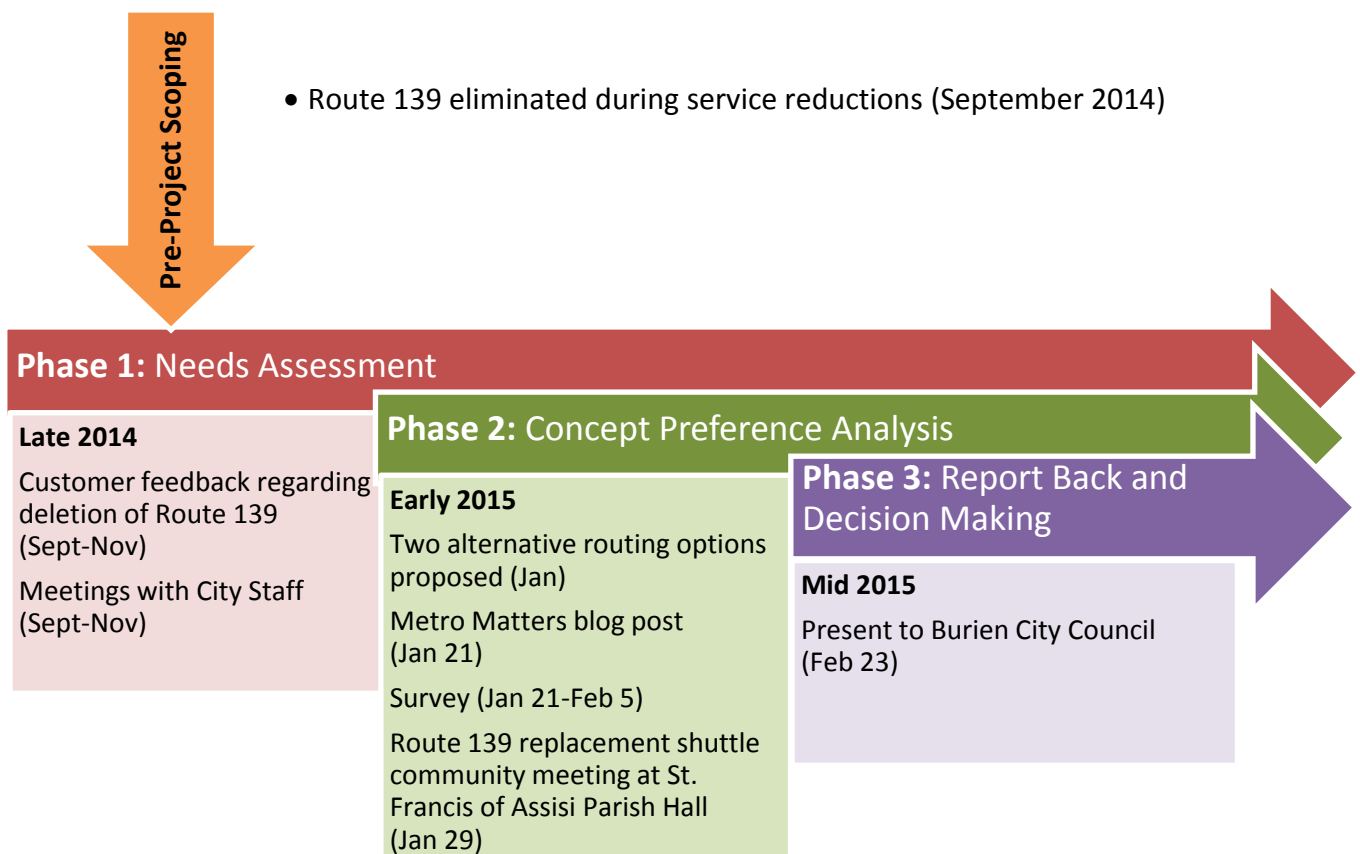 Pre-Project Scoping
• Route 139 eliminated during service reductions (September 2014)
Phase 1: Needs Assessment
Late 2014
Customer feedback regarding
deletion of Route 139
(Sept-Nov)
Meetings with City Staff
(Sept-Nov)
Phase 2: Concept Preference Analysis
Early 2015
Two alternative routing options
proposed (Jan)
Metro Matters blog post
(Jan 21)
Survey (Jan 21-Feb 5)
Route 139 replacement shuttle
community meeting at St.
Francis of Assisi Parish Hall
(Jan 29)
Phase 3: Report Back and
Decision Making
Mid 2015
Present to Burien City Council
(Feb 23)